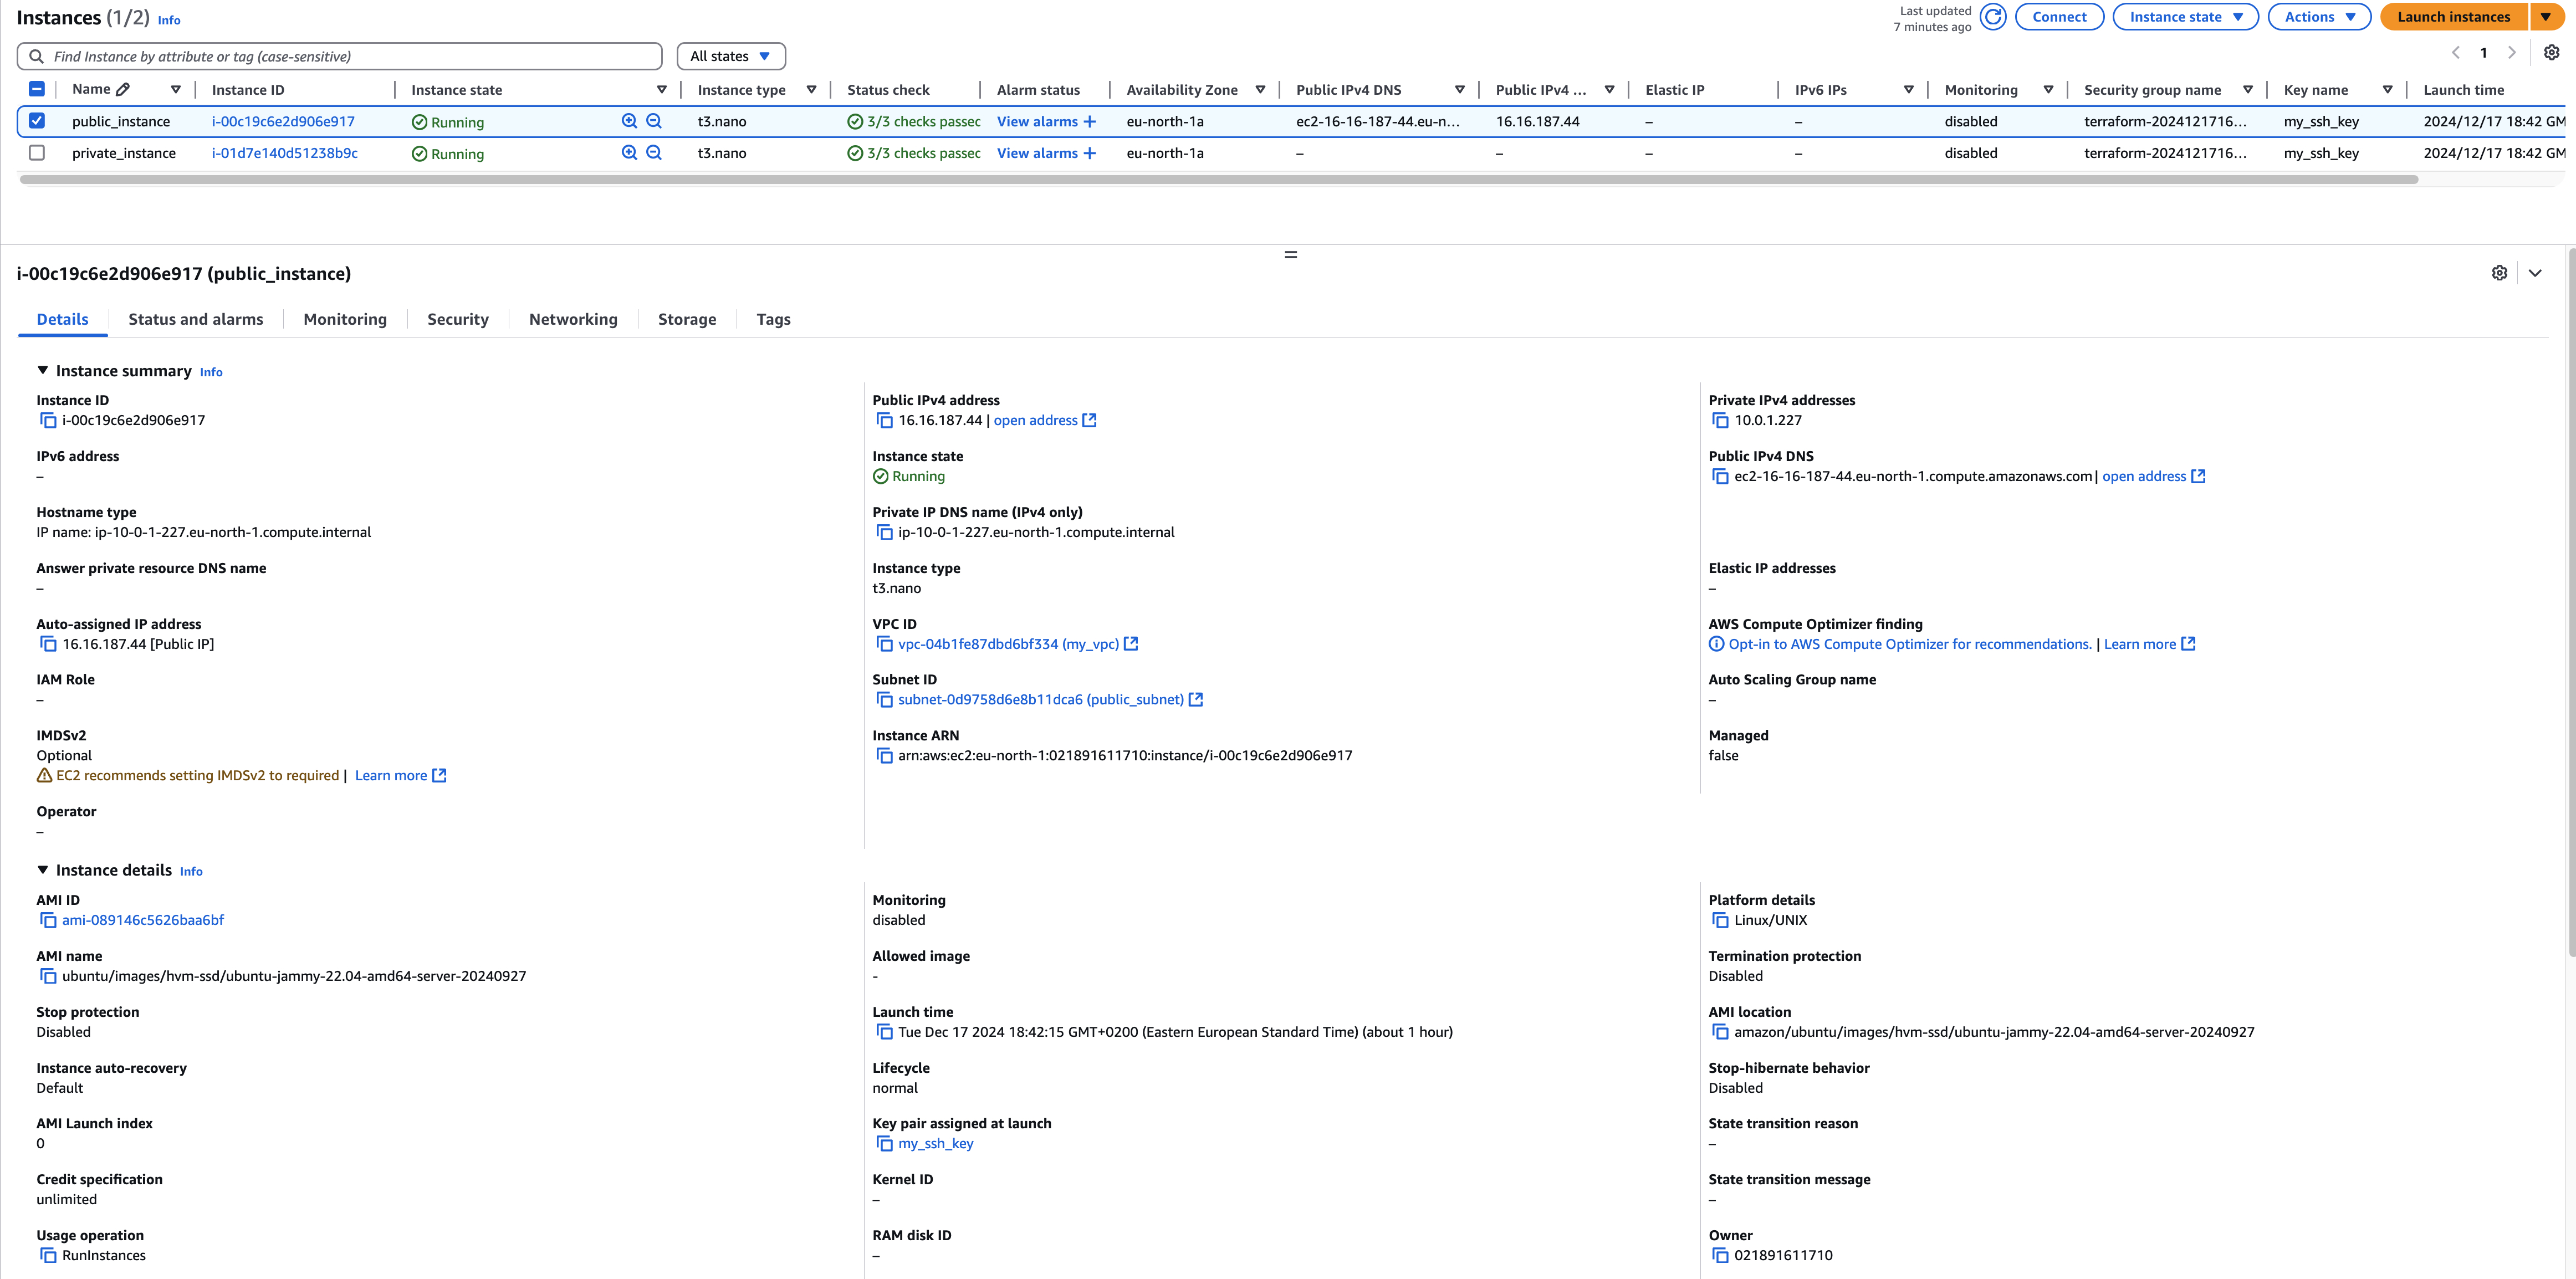 Instances (1/2) Info
Last updated
7 minutes ago
Connect
Instance state
Actions
Launch instances
Find Instance by attribute or tag (case-sensitive)
All states
1
Name Instance ID Instance state Instance type Status check Alarm status Availability Zone Public IPv4 DNS Public IPv4 ... Elastic IP IPv6 IPs Monitoring Security group name Key name Launch time
public_instance i-00c19c6e2d906e917 Running t3.nano 3/3 checks passec View alarms + eu-north-1a ec2-16-16-187-44.eu-n... 16.16.187.44 – – disabled terraform-2024121716... my_ssh_key 2024/12/17 18:42 GM
private_instance i-01d7e140d51238b9c Running t3.nano 3/3 checks passec View alarms + eu-north-1a – – – – disabled terraform-2024121716... my_ssh_key 2024/12/17 18:42 GM
i-00c19c6e2d906e917 (public_instance)
Details Status and alarms Monitoring Security Networking Storage Tags
Instance summary Info
Instance ID
i-00c19c6e2d906e917
Public IPv4 address
16.16.187.44 | open address
Private IPv4 addresses
10.0.1.227
IPv6 address
–
Instance state
Running
Public IPv4 DNS
ec2-16-16-187-44.eu-north-1.compute.amazonaws.com | open address
Hostname type
IP name: ip-10-0-1-227.eu-north-1.compute.internal
Private IP DNS name (IPv4 only)
ip-10-0-1-227.eu-north-1.compute.internal
Answer private resource DNS name
–
Instance type
t3.nano
Elastic IP addresses
–
Auto-assigned IP address
16.16.187.44 [Public IP]
VPC ID
vpc-04b1fe87dbd6bf334 (my_vpc)
AWS Compute Optimizer finding
Opt-in to AWS Compute Optimizer for recommendations. | Learn more
IAM Role
–
Subnet ID
subnet-0d9758d6e8b11dca6 (public_subnet)
Auto Scaling Group name
–
IMDSv2
Optional
EC2 recommends setting IMDSv2 to required | Learn more
Instance ARN
arn:aws:ec2:eu-north-1:021891611710:instance/i-00c19c6e2d906e917
Managed
false
Operator
–
Instance details Info
AMI ID
ami-089146c5626baa6bf
Monitoring
disabled
Platform details
Linux/UNIX
AMI name
ubuntu/images/hvm-ssd/ubuntu-jammy-22.04-amd64-server-20240927
Allowed image
-
Termination protection
Disabled
Stop protection
Disabled
Launch time
Tue Dec 17 2024 18:42:15 GMT+0200 (Eastern European Standard Time) (about 1 hour)
AMI location
amazon/ubuntu/images/hvm-ssd/ubuntu-jammy-22.04-amd64-server-20240927
Instance auto-recovery
Default
Lifecycle
normal
Stop-hibernate behavior
Disabled
AMI Launch index
0
Key pair assigned at launch
my_ssh_key
State transition reason
–
Credit specification
unlimited
Kernel ID
–
State transition message
–
Usage operation
RunInstances
RAM disk ID
–
Owner
021891611710